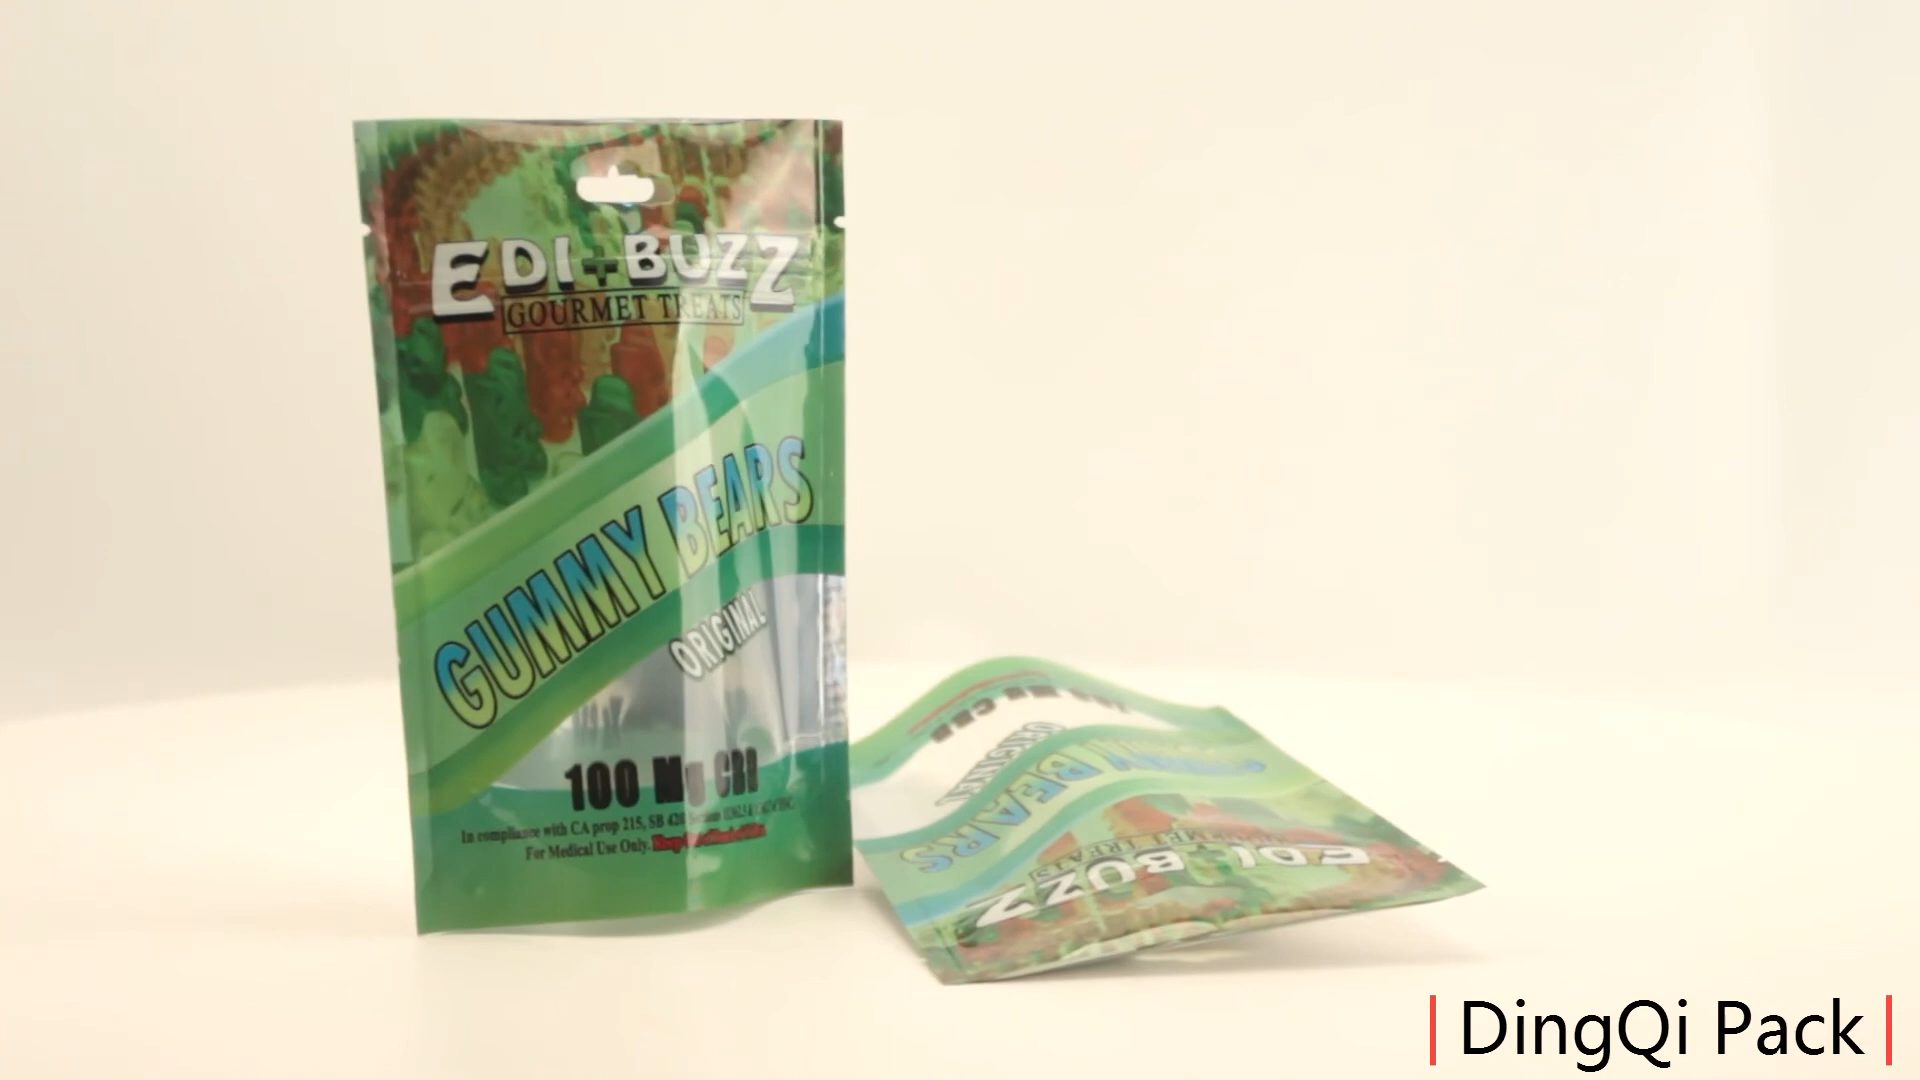 EDI+BUZZ
GOURMET TREATS
GUMMY BEARS
ORIGINAL
100 Mg CBD
In compliance with CA prop 215, SB 420
For Medical Use Only.
ORIGINAL
BEARS
EDI+BUZZ
GOURMET TREATS
DingQi Pack